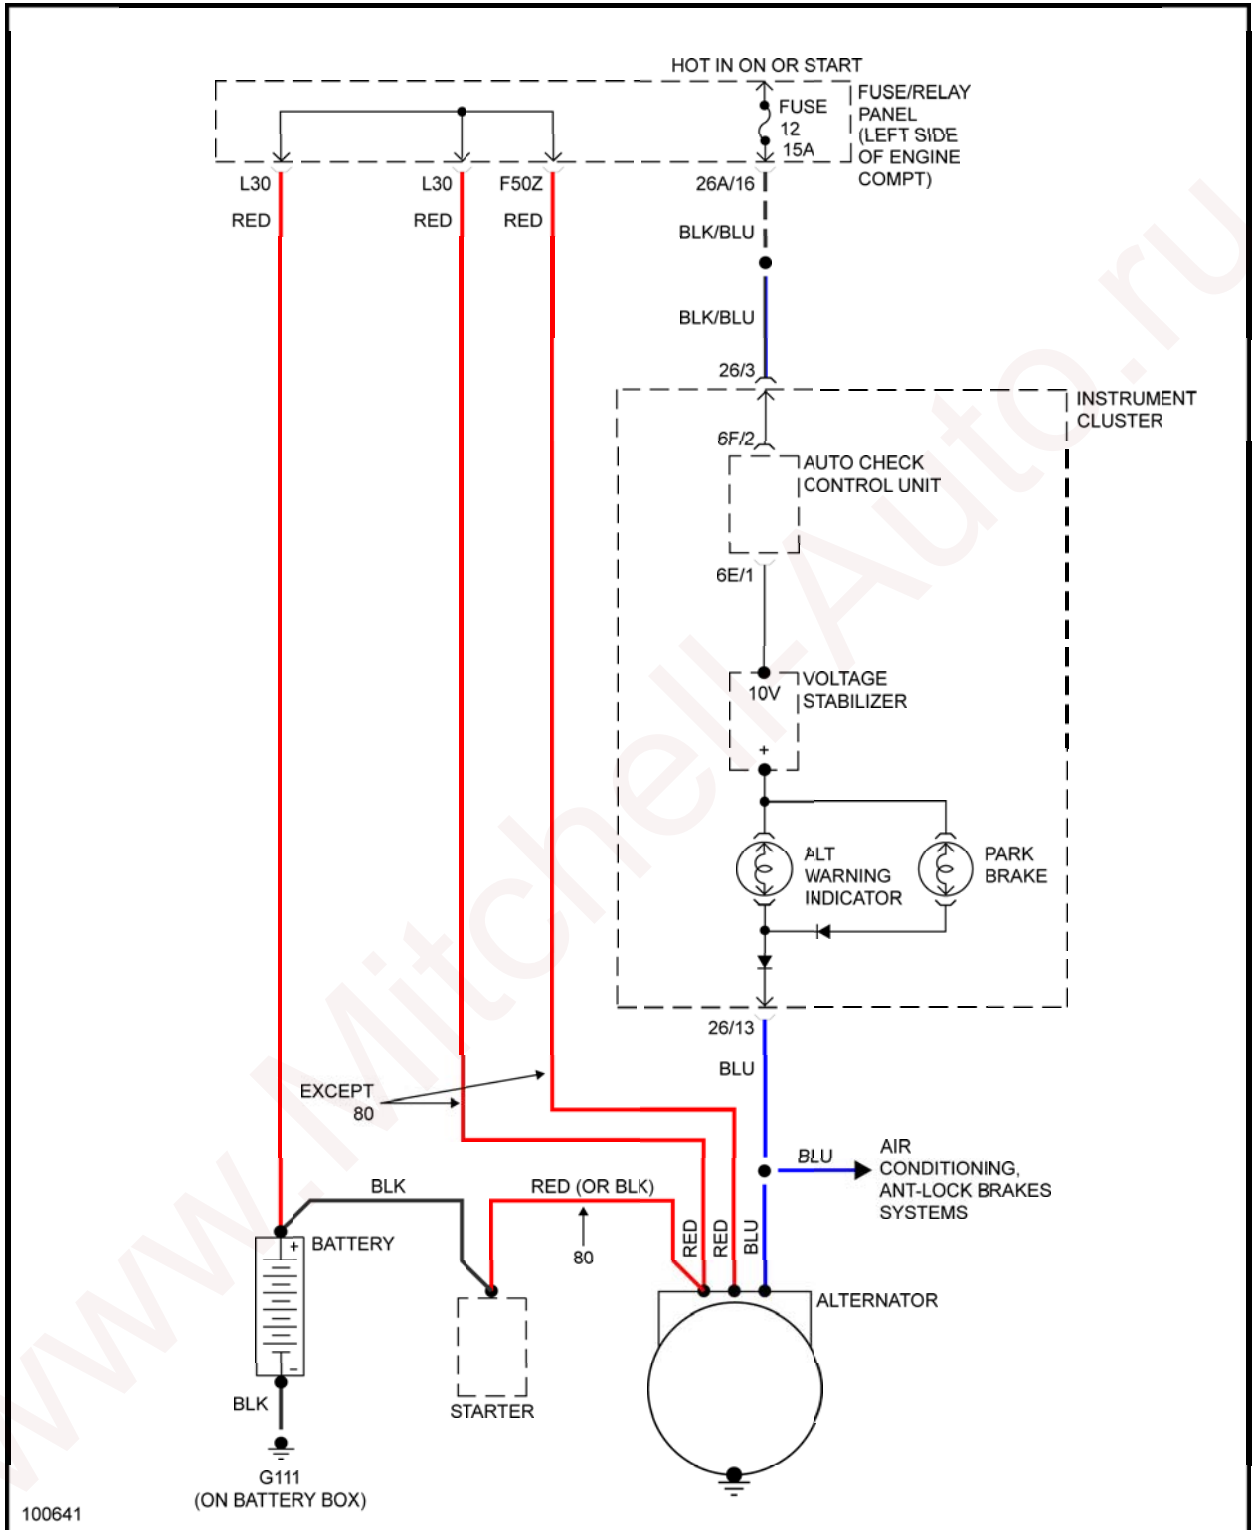 HOT IN ON OR START
FUSE/RELAY
PANEL
(LEFT SIDE
OF ENGINE
COMPT)
FUSE
12
15A
L30
L30
F50Z
26A/16
RED
RED
RED
BLK/BLU
BLK/BLU
26/3
INSTRUMENT
CLUSTER
6F/2
AUTO CHECK
CONTROL UNIT
6E/1
VOLTAGE
STABILIZER
10V
+
ALT
WARNING
INDICATOR
PARK
BRAKE
26/13
BLU
EXCEPT
80
BLU
AIR
CONDITIONING,
ANT-LOCK BRAKES
SYSTEMS
BLK
RED (OR BLK)
80
RED
RED
BLU
+
BATTERY
ALTERNATOR
-
BLK
STARTER
G111
(ON BATTERY BOX)
100641
www.Mitchell-Auto.ru